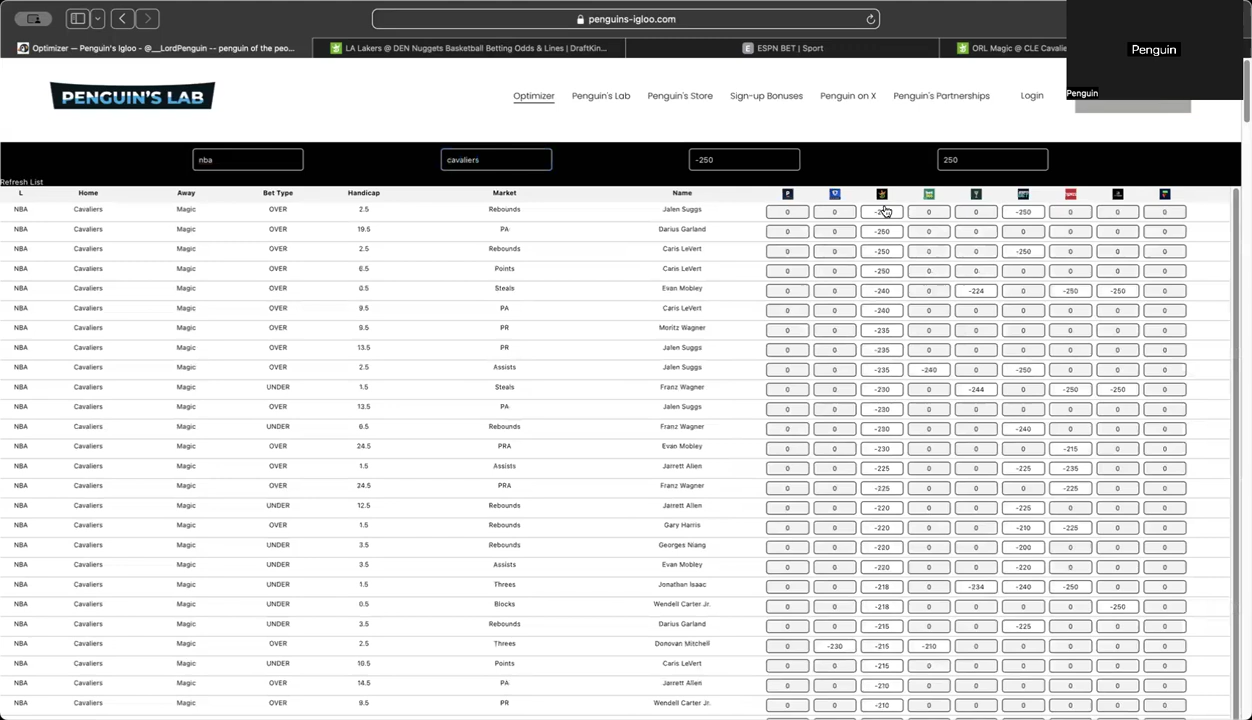 penguins-igloo.com
Optimizer — Penguin's Igloo - @__LordPenguin -- penguin of the peo...
LA Lakers @ DEN Nuggets Basketball Betting Odds & Lines | DraftKin...
ESPN BET | Sport
ORL Magic @ CLE Cavalie
Penguin
Penguin
PENGUIN'S LAB
Optimizer Penguin's Lab Penguin's Store Sign-up Bonuses Penguin on X Penguin's Partnerships Login
nba cavaliers -250 250
Refresh List
L Home Away Bet Type Handicap Market Name
NBA Cavaliers Magic OVER 2.5 Rebounds Jalen Suggs 0 0 0 0 -250 0 0 0
NBA Cavaliers Magic OVER 19.5 PA Darius Garland 0 0 -250 0 0 0 0 0 0
NBA Cavaliers Magic OVER 2.5 Rebounds Caris LeVert 0 0 -250 0 0 -250 0 0 0
NBA Cavaliers Magic OVER 6.5 Points Caris LeVert 0 0 -250 0 0 0 0 0 0
NBA Cavaliers Magic OVER 0.5 Steals Evan Mobley 0 0 -240 0 -224 0 -250 -250 0
NBA Cavaliers Magic OVER 9.5 PA Caris LeVert 0 0 -240 0 0 0 0 0 0
NBA Cavaliers Magic OVER 9.5 PR Moritz Wagner 0 0 -235 0 0 0 0 0 0
NBA Cavaliers Magic OVER 13.5 PR Jalen Suggs 0 0 -235 0 0 0 0 0 0
NBA Cavaliers Magic OVER 2.5 Assists Jalen Suggs 0 0 -235 -240 0 -250 0 0 0
NBA Cavaliers Magic UNDER 1.5 Steals Franz Wagner 0 0 -230 0 -244 0 -250 -250 0
NBA Cavaliers Magic OVER 13.5 PA Jalen Suggs 0 0 -230 0 0 0 0 0 0
NBA Cavaliers Magic UNDER 6.5 Rebounds Franz Wagner 0 0 -230 0 0 -240 0 0 0
NBA Cavaliers Magic OVER 24.5 PRA Evan Mobley 0 0 -230 0 0 0 -215 0 0
NBA Cavaliers Magic OVER 1.5 Assists Jarrett Allen 0 0 -225 0 0 -225 -235 0 0
NBA Cavaliers Magic OVER 24.5 PRA Franz Wagner 0 0 -225 0 0 0 -225 0 0
NBA Cavaliers Magic UNDER 12.5 Rebounds Jarrett Allen 0 0 -220 0 0 -225 0 0 0
NBA Cavaliers Magic OVER 1.5 Rebounds Gary Harris 0 0 -220 0 0 -210 -225 0 0
NBA Cavaliers Magic UNDER 3.5 Rebounds Georges Niang 0 0 -220 0 0 -200 0 0 0
NBA Cavaliers Magic UNDER 3.5 Assists Evan Mobley 0 0 -220 0 0 -220 0 0 0
NBA Cavaliers Magic UNDER 1.5 Threes Jonathan Isaac 0 0 -218 0 -234 -240 -250 0 0
NBA Cavaliers Magic UNDER 0.5 Blocks Wendell Carter Jr. 0 0 -218 0 0 0 0 -250 0
NBA Cavaliers Magic UNDER 3.5 Rebounds Darius Garland 0 0 -215 0 0 -225 0 0 0
NBA Cavaliers Magic OVER 2.5 Threes Donovan Mitchell 0 -230 -215 -210 0 0 0 0 0
NBA Cavaliers Magic UNDER 10.5 Points Caris LeVert 0 0 -215 0 0 0 0 0 0
NBA Cavaliers Magic OVER 14.5 PA Jarrett Allen 0 0 -210 0 0 0 0 0 0
NBA Cavaliers Magic OVER 9.5 PR Wendell Carter Jr. 0 0 -210 0 0 0 0 0 0